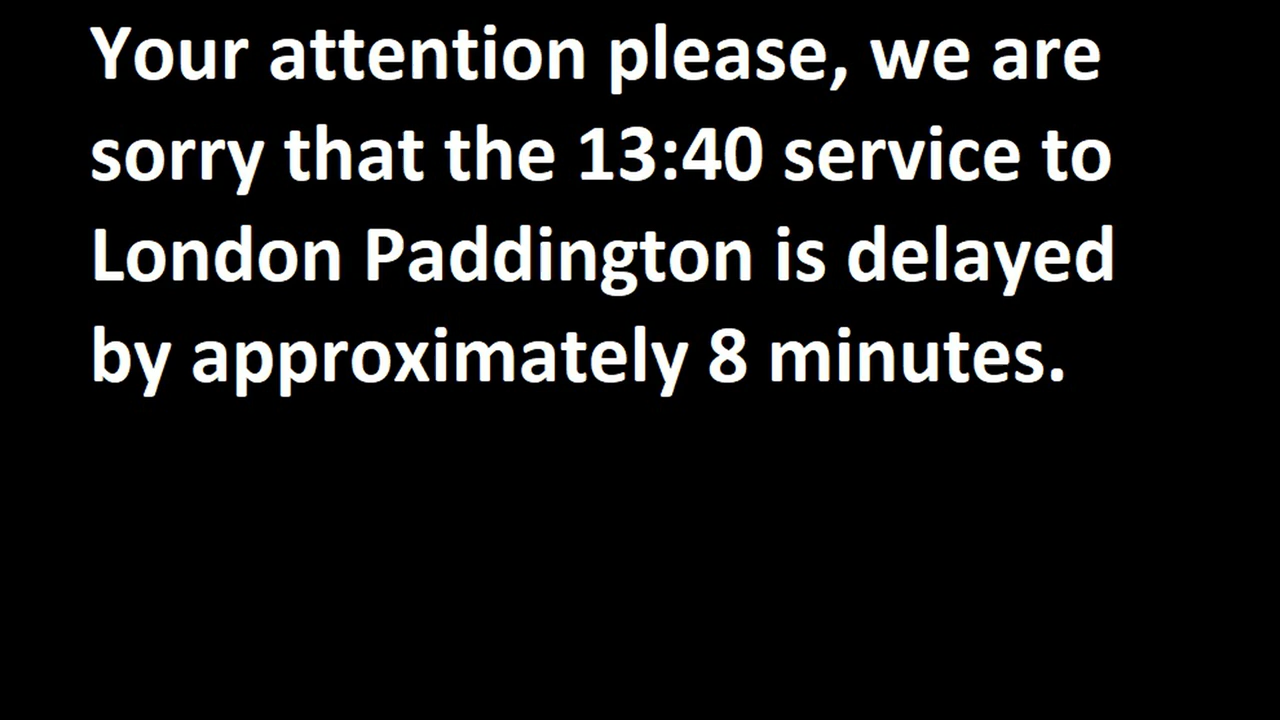 Your attention please, we are
sorry that the 13:40 service to
London Paddington is delayed
by approximately 8 minutes.